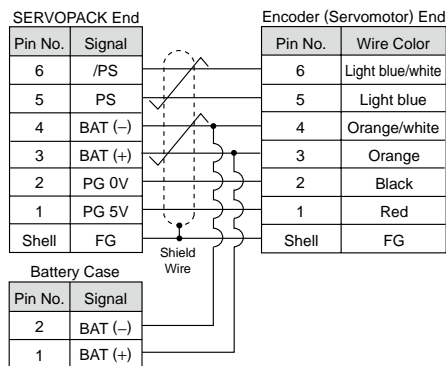 SERVOPACK End
Pin No. Signal
6 /PS
5 PS
4 BAT (−)
3 BAT (+)
2 PG 0V
1 PG 5V
Shell FG
Shield
Wire
Encoder (Servomotor) End
Pin No. Wire Color
6 Light blue/white
5 Light blue
4 Orange/white
3 Orange
2 Black
1 Red
Shell FG
Battery Case
Pin No. Signal
2 BAT (−)
1 BAT (+)